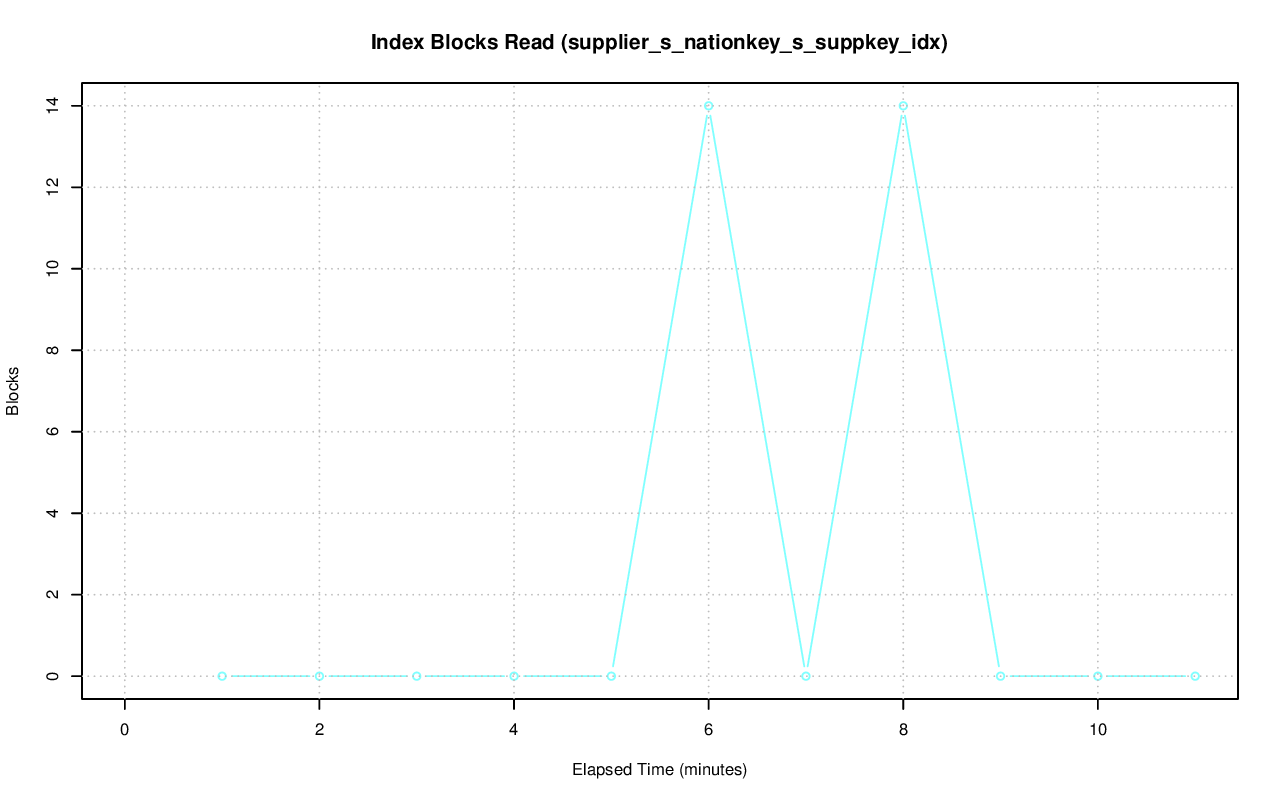 Index Blocks Read (supplier_s_nationkey_s_suppkey_idx)
14
12
10
8
6
4
2
0
Blocks
0 2 4 6 8 10
Elapsed Time (minutes)